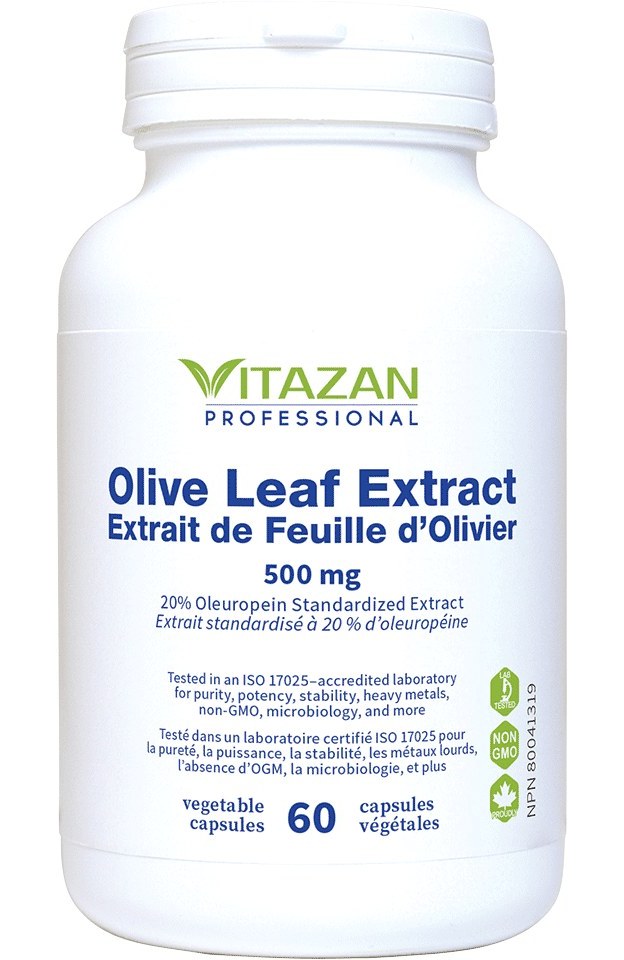 VITAZAN
PROFESSIONAL
Olive Leaf Extract
Extrait de Feuille d’Olivier
500 mg
20% Oleuropein Standardized Extract
Extrait standardisé à 20 % d’oleuropéine
Tested in an ISO 17025–accredited laboratory
for purity, potency, stability, heavy metals,
non-GMO, microbiology, and more
Testé dans un laboratoire certifié ISO 17025 pour
la pureté, la puissance, la stabilité, les métaux lourds,
l’absence d’OGM, la microbiologie, et plus
vegetable
capsules
60
capsules
végétales
LAB
TESTED
NON
GMO
PROUDLY
NPN 80041319